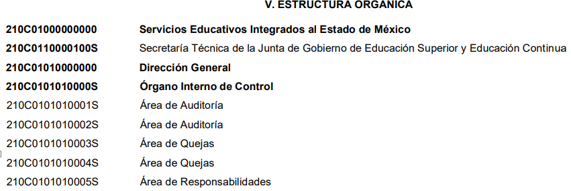 V. ESTRUCTURA ORGÁNICA
210C01000000000 Servicios Educativos Integrados al Estado de México
210C0110000100S Secretaría Técnica de la Junta de Gobierno de Educación Superior y Educación Continua
210C01010000000 Dirección General
210C0101010000S Órgano Interno de Control
210C0101010001S Área de Auditoría
210C0101010002S Área de Auditoría
210C0101010003S Área de Quejas
210C0101010004S Área de Quejas
210C0101010005S Área de Responsabilidades